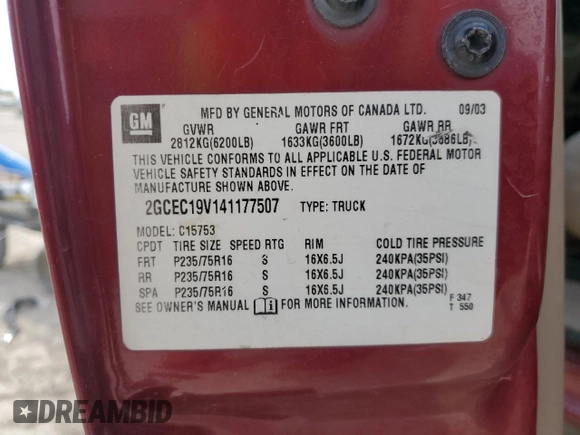 GM
MFD BY GENERAL MOTORS OF CANADA LTD. 09/03
GVWR GAWR FRT GAWR RR
2812KG(6200LB) 1633KG(3600LB) 1672KG(3686LB)
THIS VEHICLE CONFORMS TO ALL APPLICABLE U.S. FEDERAL MOTOR
VEHICLE SAFETY STANDARDS IN EFFECT ON THE DATE OF
MANUFACTURE SHOWN ABOVE.
2GCEC19V141177507 TYPE: TRUCK
MODEL: C15753
CPDT TIRE SIZE SPEED RTG RIM COLD TIRE PRESSURE
FRT P235/75R16 S 16X6.5J 240KPA(35PSI)
RR P235/75R16 S 16X6.5J 240KPA(35PSI)
SPA P235/75R16 S 16X6.5J 240KPA(35PSI)
SEE OWNER'S MANUAL FOR MORE INFORMATION.
F 347
T 550
DREAMBID